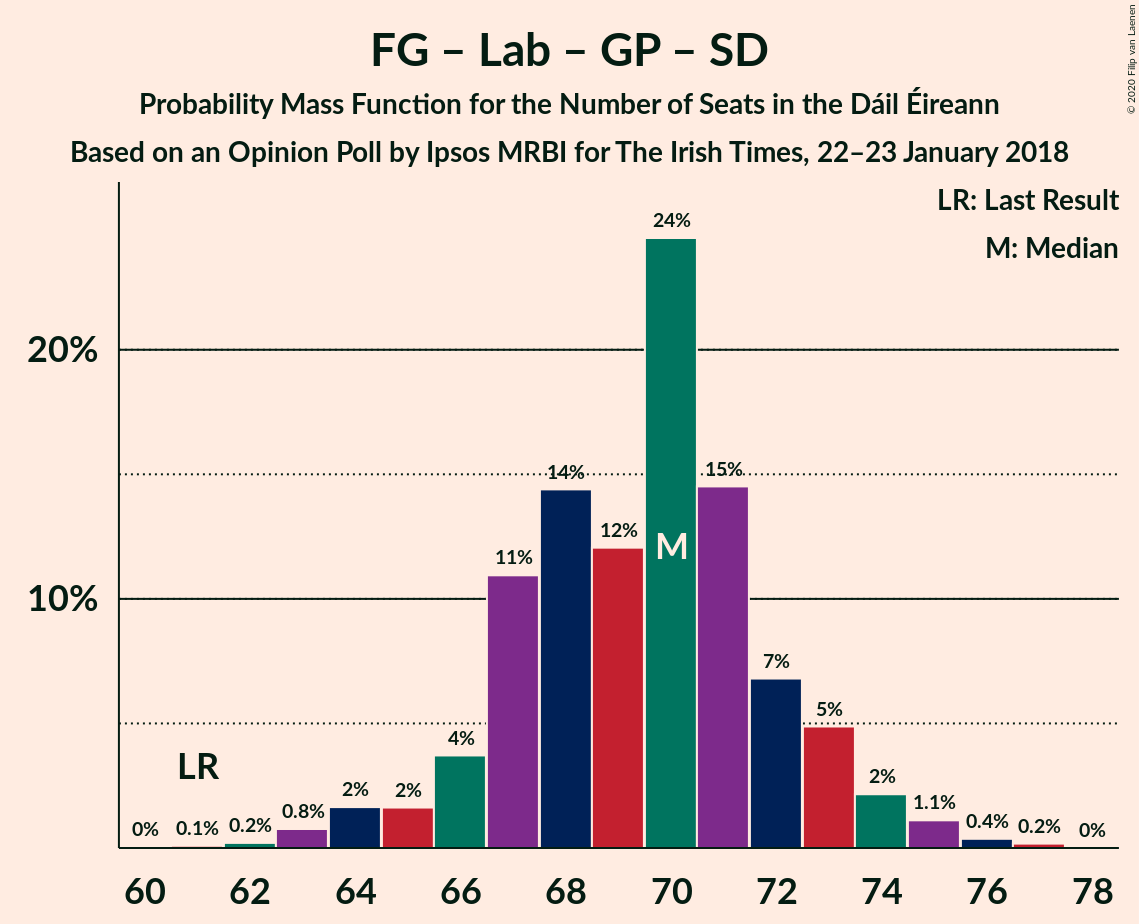 FG – Lab – GP – SD
Probability Mass Function for the Number of Seats in the Dáil Éireann
Based on an Opinion Poll by Ipsos MRBI for The Irish Times, 22–23 January 2018
© 2020 Filip van Laenen
LR: Last Result
M: Median
24%
20%
14%
15%
12%
M
11%
10%
7%
5%
4%
LR
2%
2%
2%
0%
0.1%
0.2%
0.8%
1.1%
0.4%
0.2%
0%
60 62 64 66 68 70 72 74 76 78